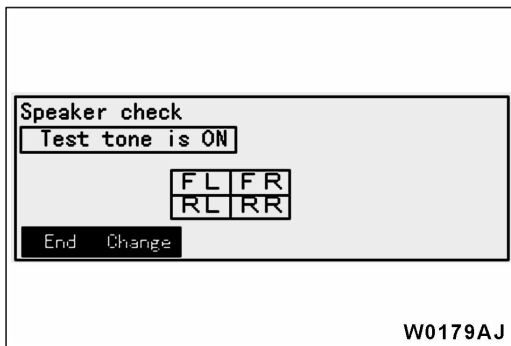 Speaker check
Test tone is ON
FL FR
RL RR
End Change
W0179AJ